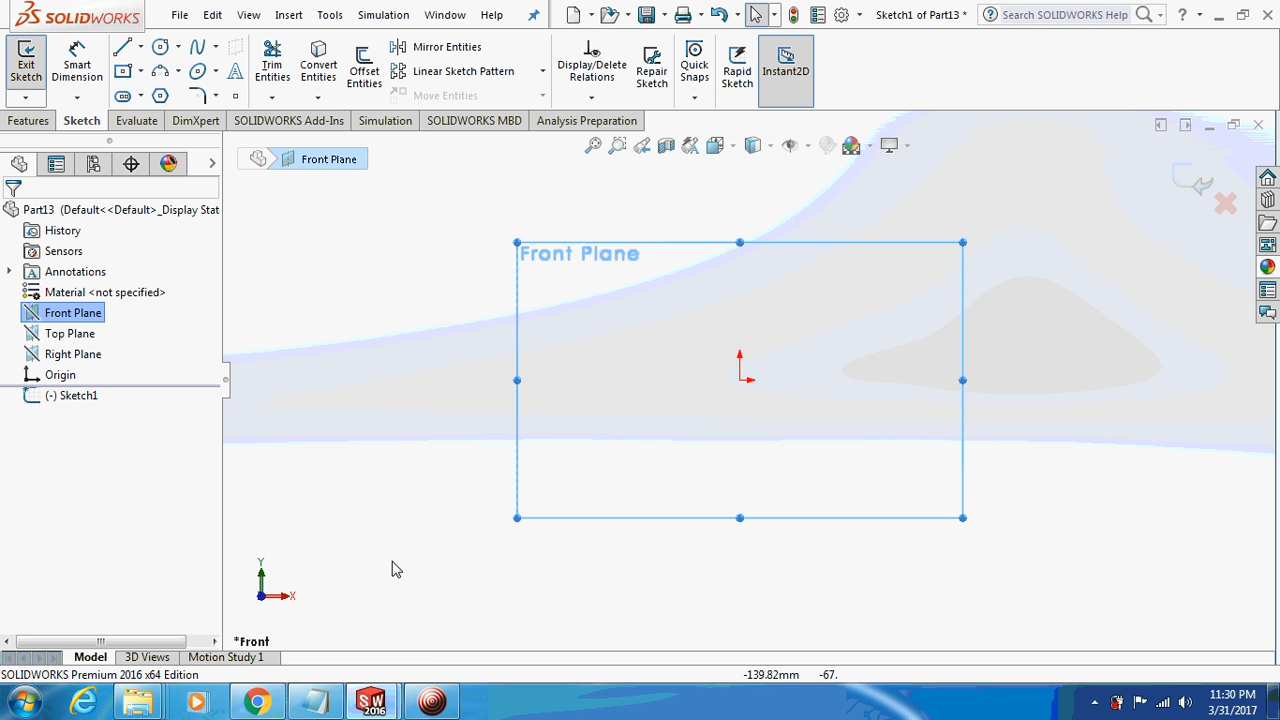 SOLIDWORKS File Edit View Insert Tools Simulation Window Help Sketch1 of Part13 * Search SOLIDWORKS Help ?
Exit Sketch
Smart Dimension
Trim Entities
Convert Entities
Offset Entities
Mirror Entities
Linear Sketch Pattern
Move Entities
Display/Delete Relations
Repair Sketch
Quick Snaps
Rapid Sketch
Instant2D
Features Sketch Evaluate DimXpert SOLIDWORKS Add-Ins Simulation SOLIDWORKS MBD Analysis Preparation
Front Plane
Part13 (Default<<Default>_Display Stat
History
Sensors
Annotations
Material <not specified>
Front Plane
Top Plane
Right Plane
Origin
(-) Sketch1
Front Plane
Y
X
*Front
Model 3D Views Motion Study 1
SOLIDWORKS Premium 2016 x64 Edition -139.82mm -67.
SW 2016
11:30 PM
3/31/2017